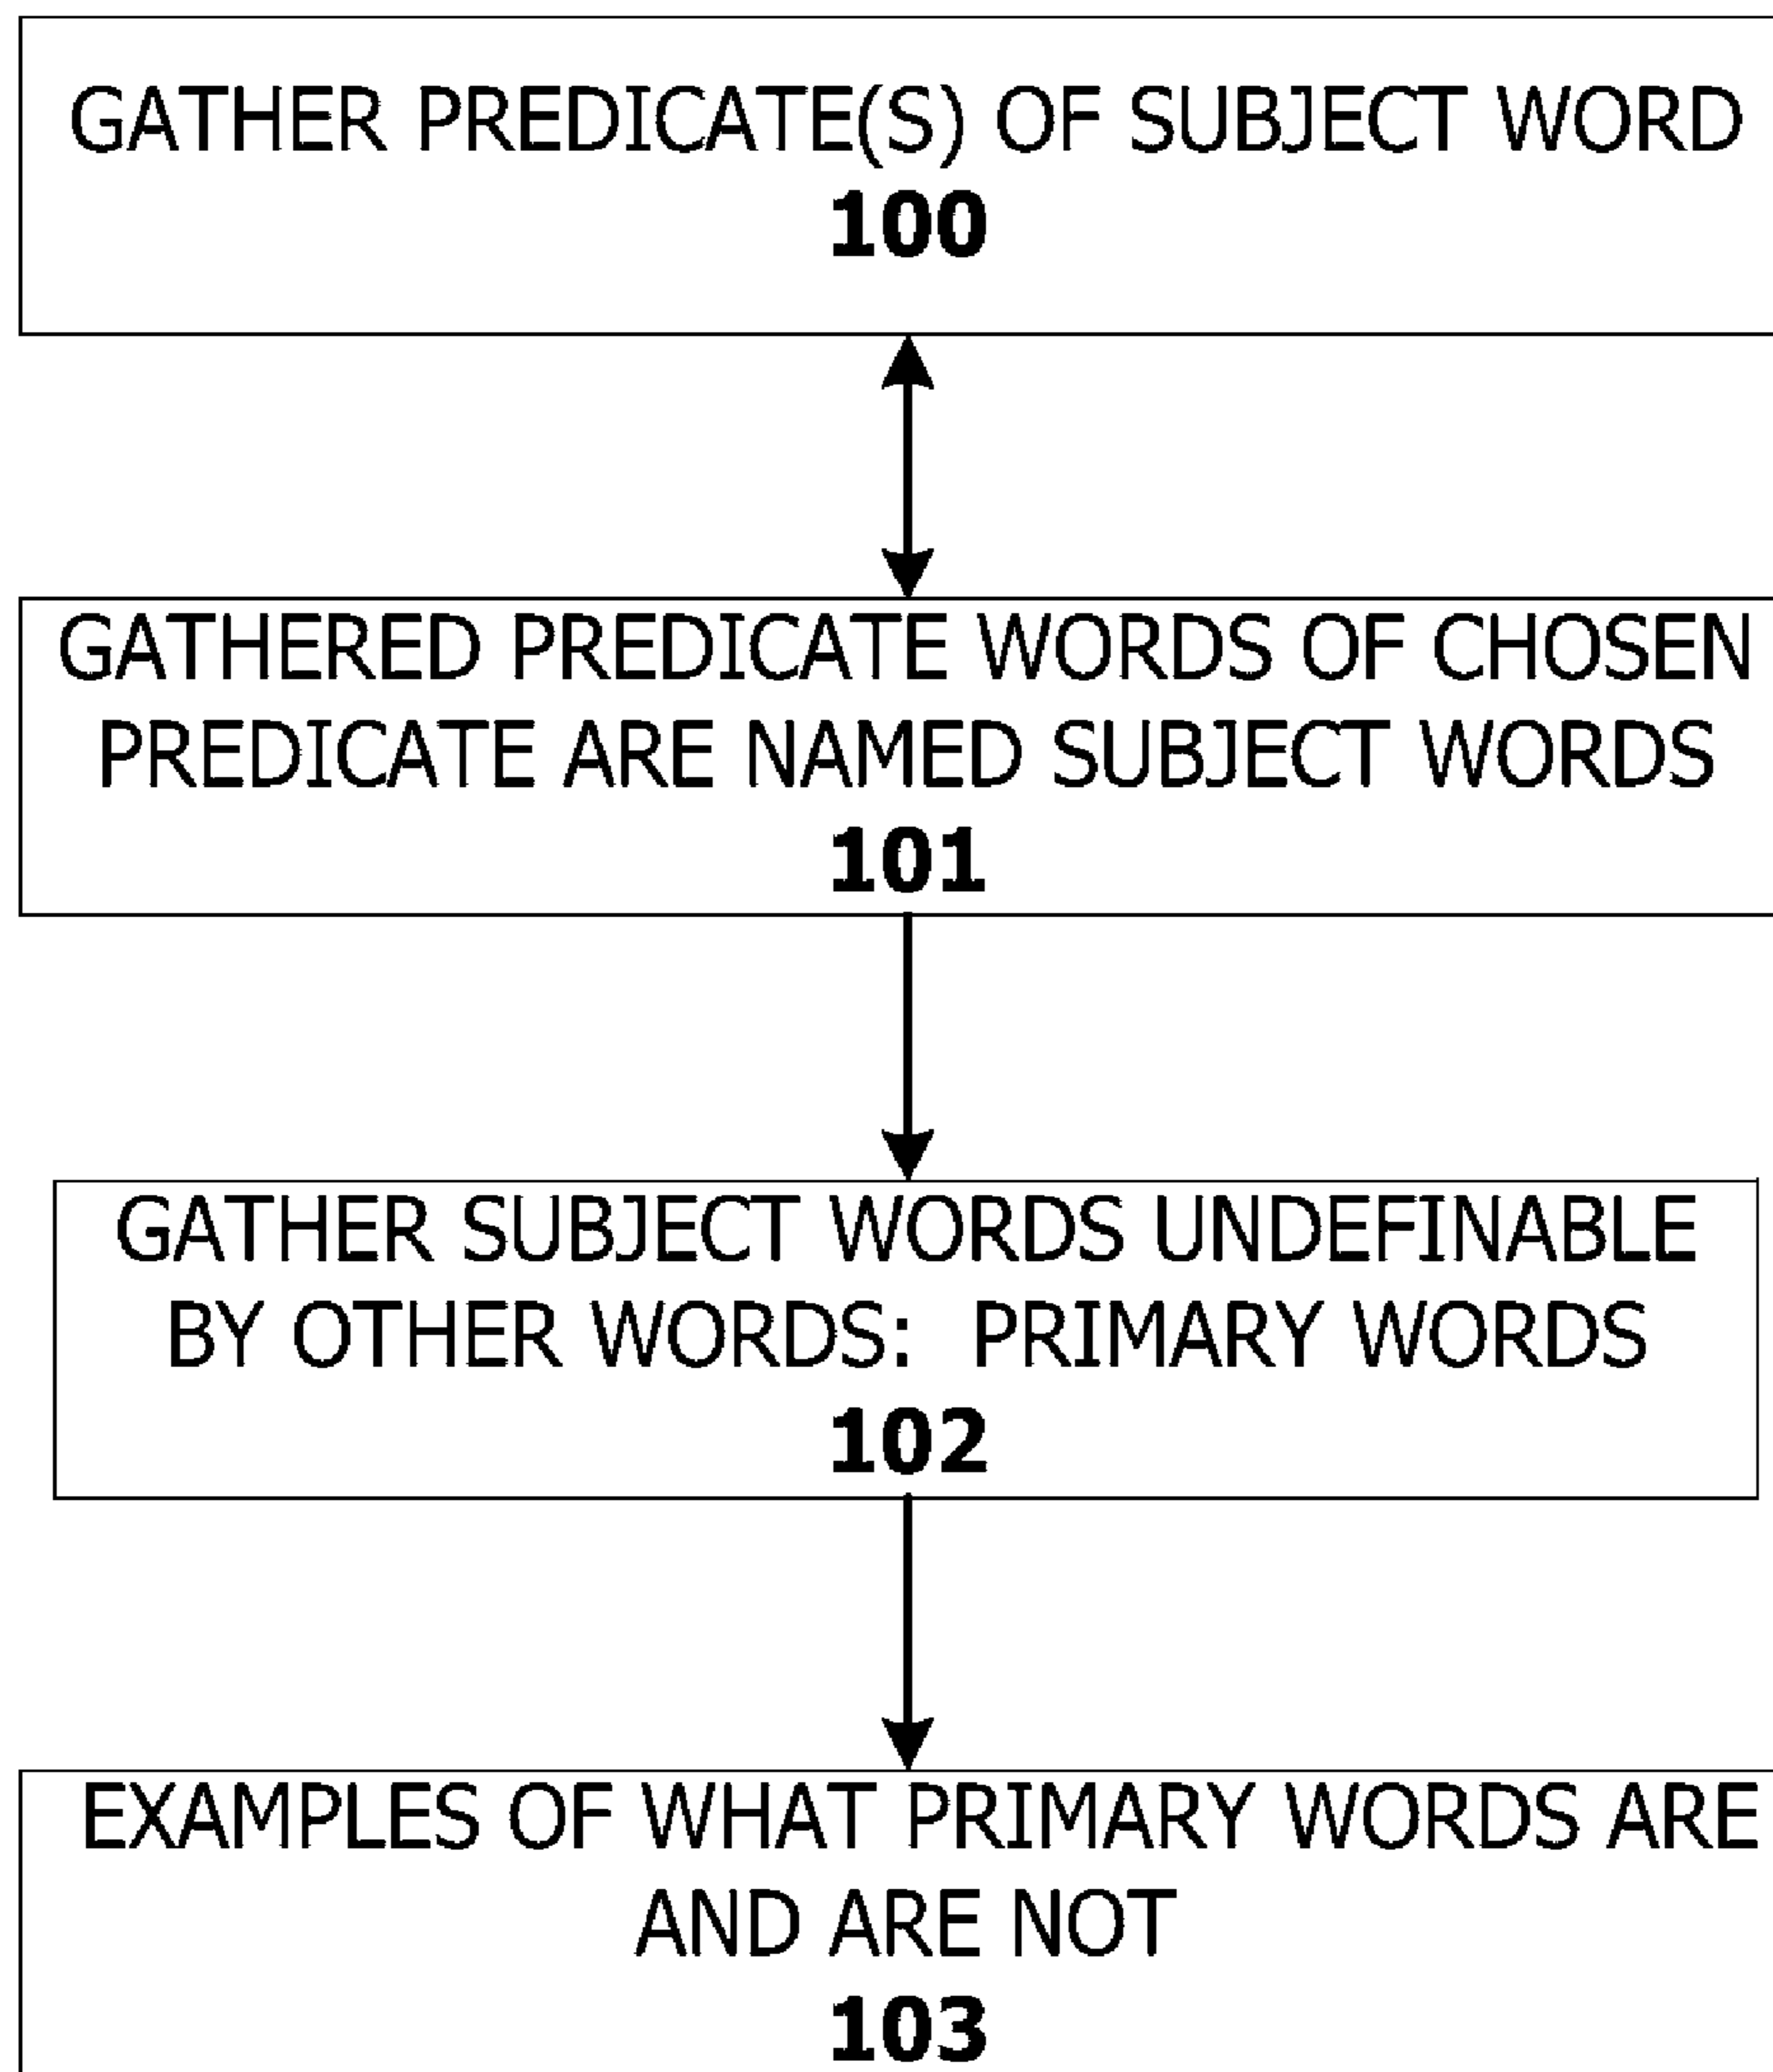 GATHER PREDICATE(S) OF SUBJECT WORD
100
GATHERED PREDICATE WORDS OF CHOSEN
PREDICATE ARE NAMED SUBJECT WORDS
101
GATHER SUBJECT WORDS UNDEFINABLE
BY OTHER WORDS: PRIMARY WORDS
102
EXAMPLES OF WHAT PRIMARY WORDS ARE
AND ARE NOT
103